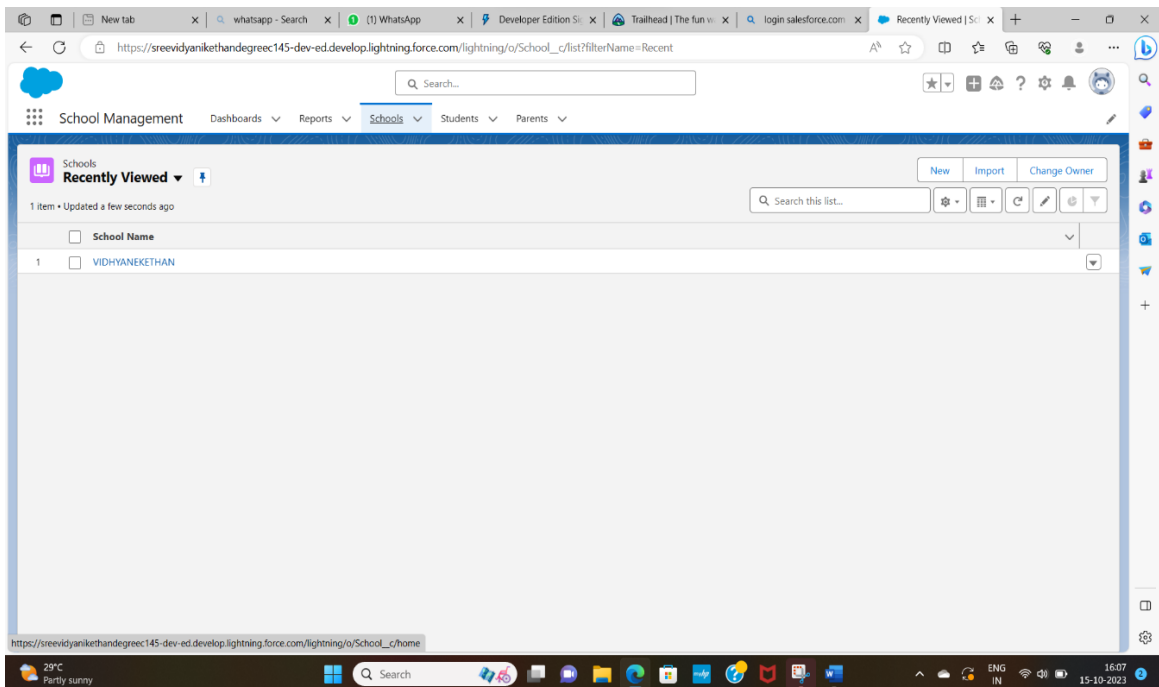 New tab
whatsapp - Search
(1) WhatsApp
Developer Edition Si
Trailhead | The fun w
login salesforce.com
Recently Viewed | Sc
https://sreevidyanikethandegreec145-dev-ed.develop.lightning.force.com/lightning/o/School__c/list?filterName=Recent
Search...
School Management Dashboards Reports Schools Students Parents
Schools
Recently Viewed
New Import Change Owner
1 item • Updated a few seconds ago
Search this list...
School Name
1 VIDHYANEKETHAN
https://sreevidyanikethandegreec145-dev-ed.develop.lightning.force.com/lightning/o/School__c/home
29°C
Partly sunny
Search
ENG
IN
16:07
15-10-2023
2